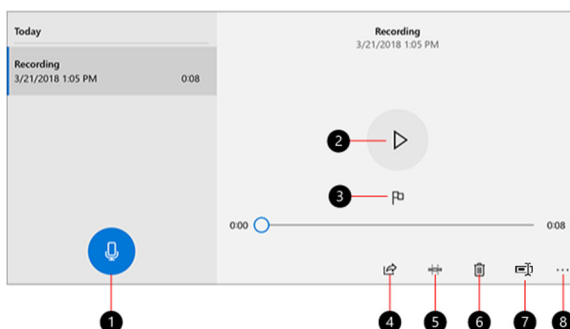 Today
Recording
3/21/2018 1:05 PM 0:08
Recording
3/21/2018 1:05 PM
2
3
0:00 0:08
1
4 5 6 7 8